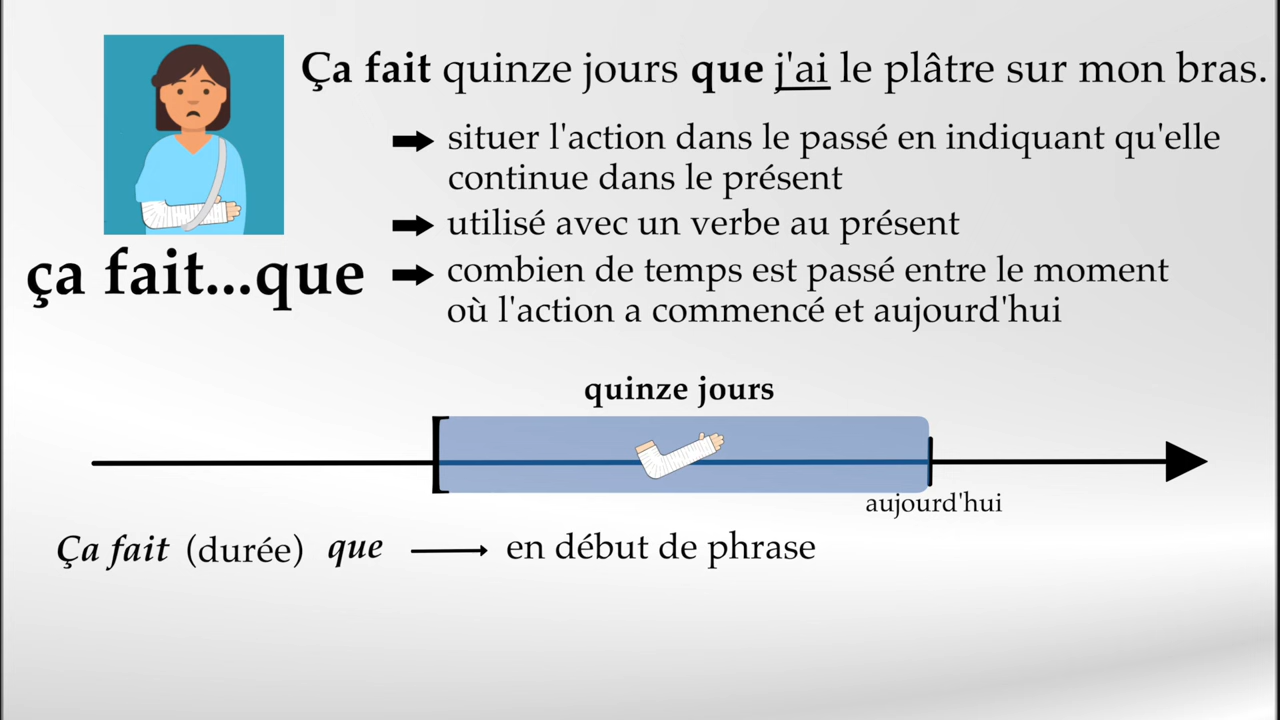 Ça fait quinze jours que j'ai le plâtre sur mon bras.
situer l'action dans le passé en indiquant qu'elle
continue dans le présent
utilisé avec un verbe au présent
ça fait...que
combien de temps est passé entre le moment
où l'action a commencé et aujourd'hui
quinze jours
aujourd'hui
Ça fait (durée) que
en début de phrase